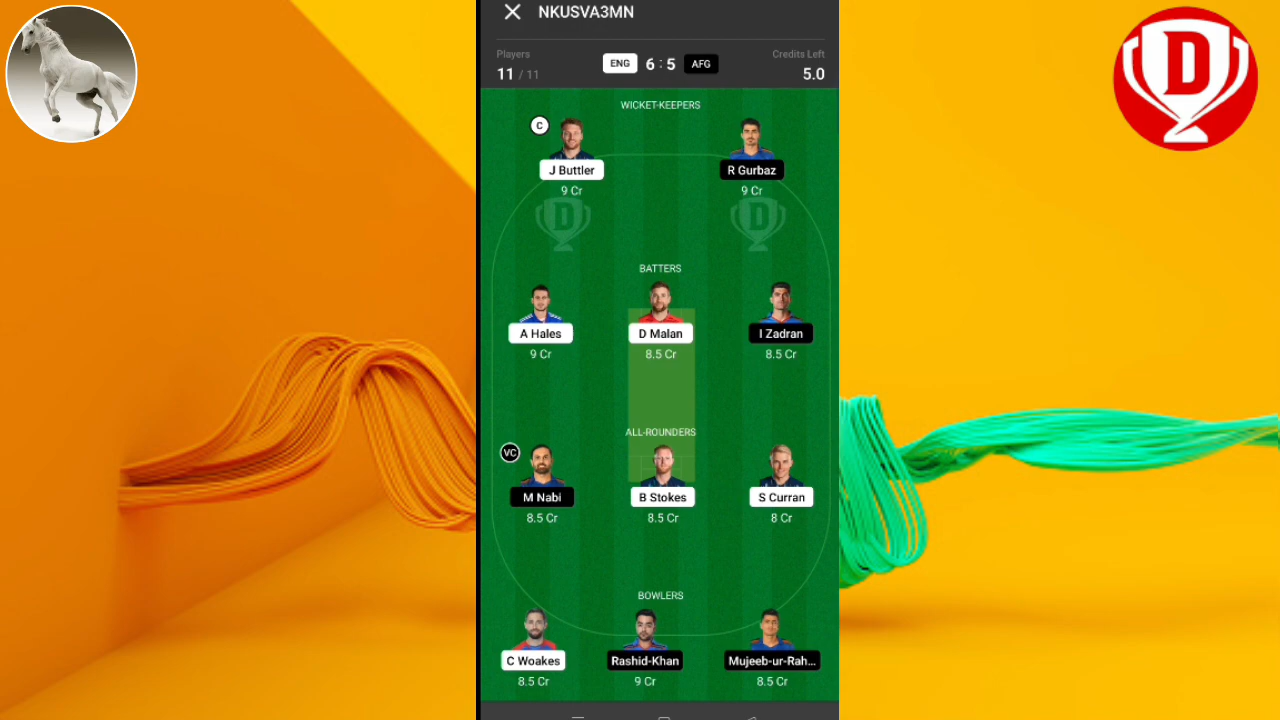 NKUSVA3MN
Players
Credits Left
11 / 11
ENG 6 : 5 AFG
5.0
WICKET-KEEPERS
C
J Buttler
R Gurbaz
9 Cr
9 Cr
D
D
BATTERS
A Hales
D Malan
I Zadran
9 Cr
8.5 Cr
8.5 Cr
ALL-ROUNDERS
VC
M Nabi
B Stokes
S Curran
8.5 Cr
8.5 Cr
8 Cr
BOWLERS
C Woakes
Rashid-Khan
Mujeeb-ur-Rah...
8.5 Cr
9 Cr
8.5 Cr
D